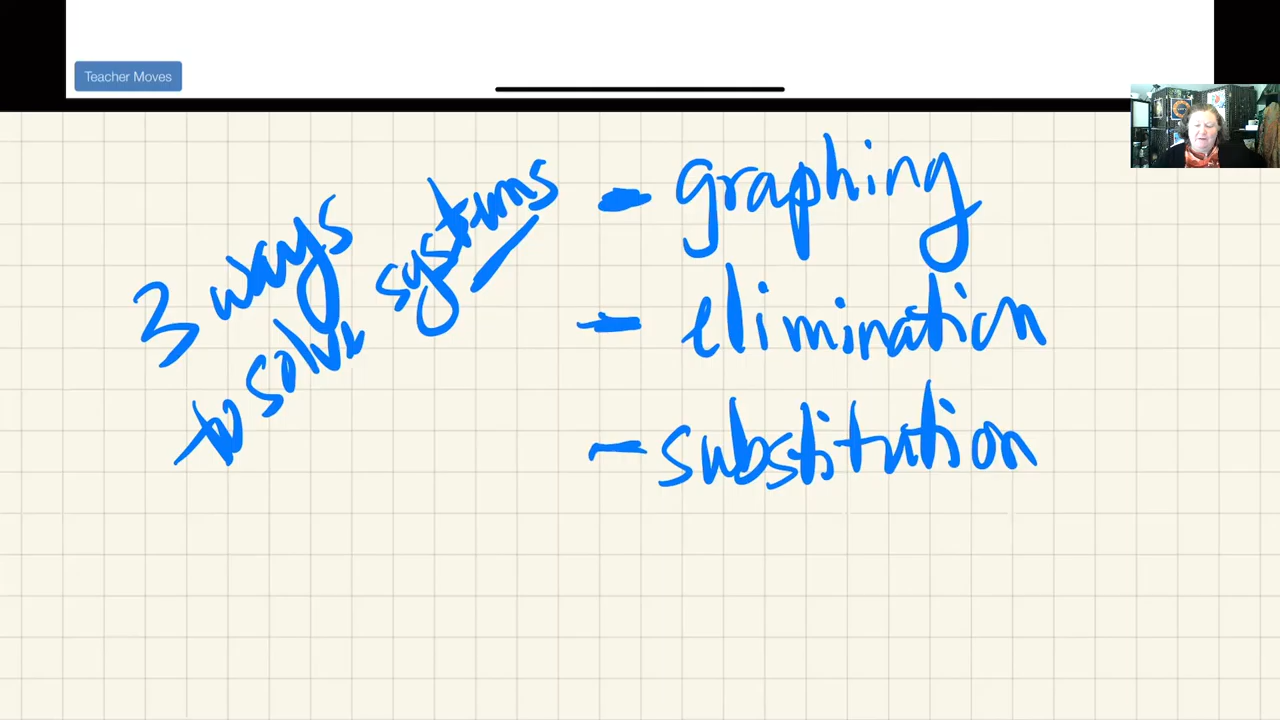 Teacher Moves
3 ways
to solve systems
- graphing
- elimination
- substitution